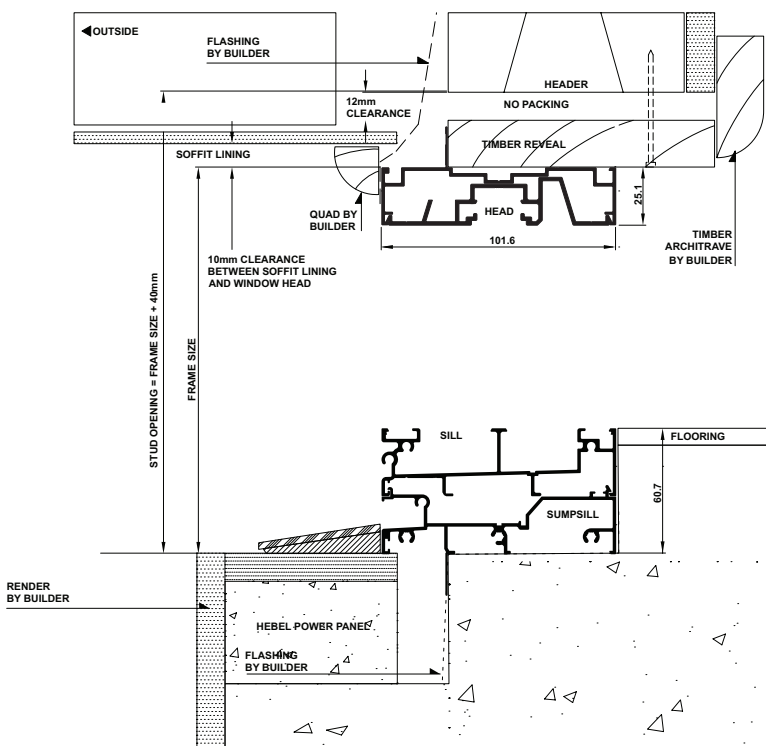 OUTSIDE
FLASHING
BY BUILDER
HEADER
12mm
CLEARANCE
NO PACKING
TIMBER REVEAL
SOFFIT LINING
QUAD BY
BUILDER
HEAD
25.1
101.6
TIMBER
ARCHITRAVE
BY BUILDER
10mm CLEARANCE
BETWEEN SOFFIT LINING
AND WINDOW HEAD
STUD OPENING = FRAME SIZE + 40mm
FRAME SIZE
SILL
FLOORING
SUMPSILL
60.7
RENDER
BY BUILDER
HEBEL POWER PANEL
FLASHING
BY BUILDER